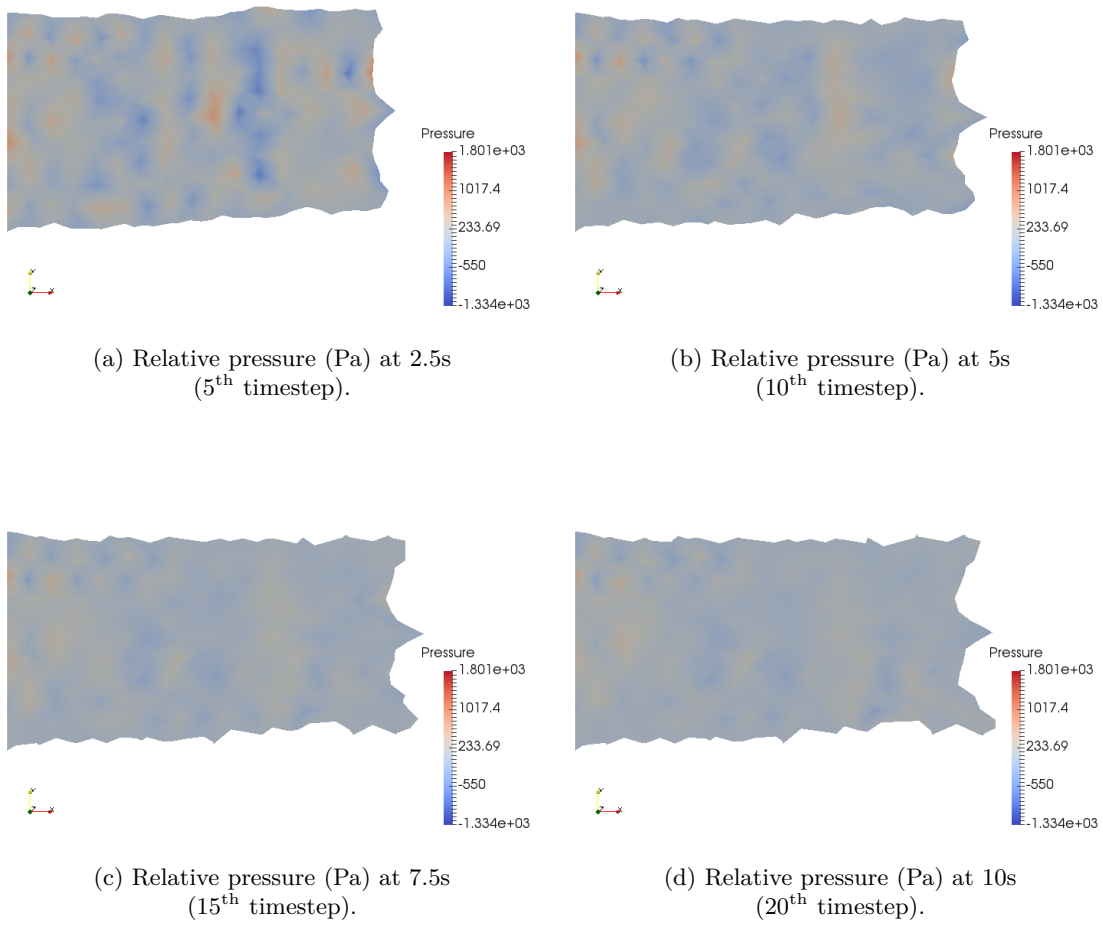 Pressure
1.801e+03
1017.4
233.69
-550
-1.334e+03
Y
Z
X
(a) Relative pressure (Pa) at 2.5s
(5th timestep).
Pressure
1.801e+03
1017.4
233.69
-550
-1.334e+03
Y
Z
X
(b) Relative pressure (Pa) at 5s
(10th timestep).
Pressure
1.801e+03
1017.4
233.69
-550
-1.334e+03
Y
Z
X
(c) Relative pressure (Pa) at 7.5s
(15th timestep).
Pressure
1.801e+03
1017.4
233.69
-550
-1.334e+03
Y
Z
X
(d) Relative pressure (Pa) at 10s
(20th timestep).